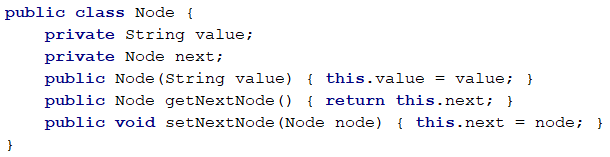 public class Node {
    private String value;
    private Node next;
    public Node(String value) { this.value = value; }
    public Node getNextNode() { return this.next; }
    public void setNextNode(Node node) { this.next = node; }
}